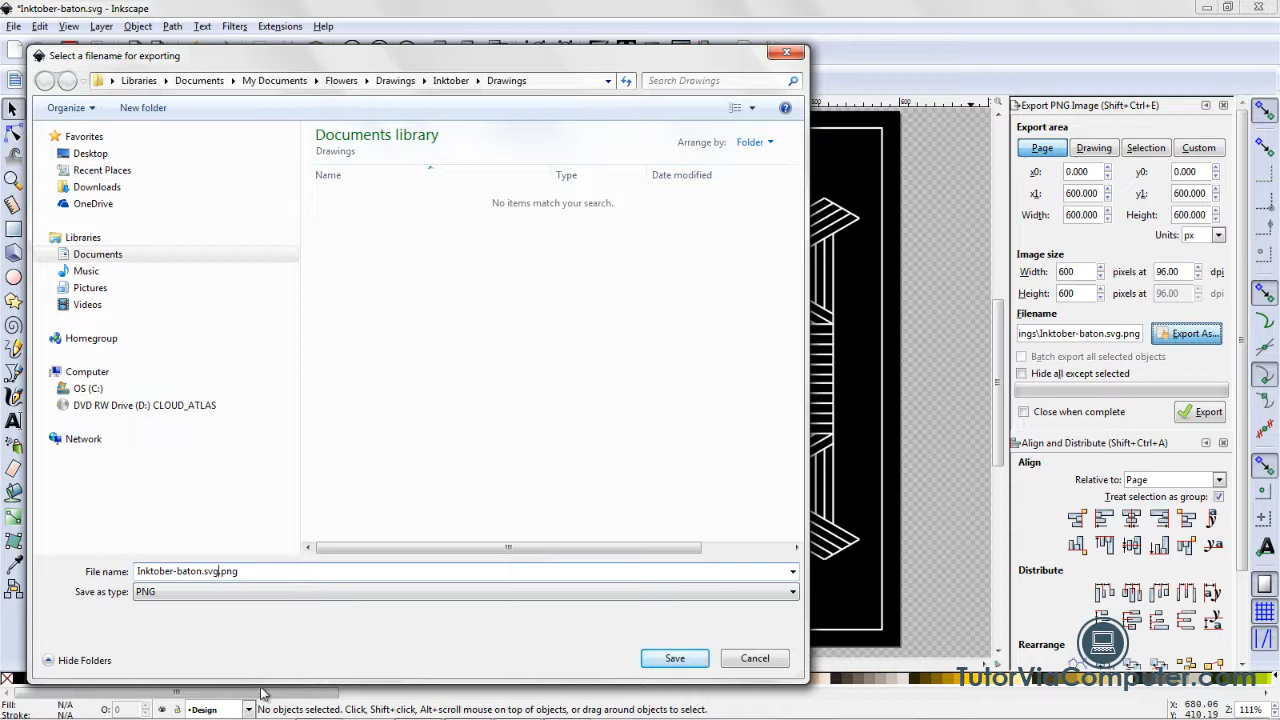 *Inktober-baton.svg - Inkscape
File Edit View Layer Object Path Text Filters Extensions Help
Select a filename for exporting
Libraries Documents My Documents Flowers Drawings Inktober Drawings Search Drawings
Organize New folder
Favorites
Desktop
Recent Places
Downloads
OneDrive
Libraries
Documents
Music
Pictures
Videos
Homegroup
Computer
OS (C:)
DVD RW Drive (D:) CLOUD_ATLAS
Network
Documents library
Drawings
Arrange by: Folder
Name Type Date modified
No items match your search.
File name: Inktober-baton.svg.png
Save as type: PNG
Hide Folders Save Cancel
500 600
Export PNG Image (Shift+Ctrl+E)
Export area
Page Drawing Selection Custom
x0: 0.000 y0: 0.000
x1: 600.000 y1: 600.000
Width: 600.000 Height: 600.000
Units: px
Image size
Width: 600 pixels at 96.00 dpi
Height: 600 pixels at 96.00 dpi
Filename
ings\Inktober-baton.svg.png Export As...
Batch export all selected objects
Hide all except selected
Close when complete Export
Align and Distribute (Shift+Ctrl+A)
Align
Relative to: Page
Treat selection as group:
Distribute
Rearrange
TutorViaComputer.com
Fill: N/A
Stroke: N/A
O: 0
•Design
No objects selected. Click, Shift+click, Alt+scroll mouse on top of objects, or drag around objects to select.
X: 680.06
Y: 410.19
Z: 111%